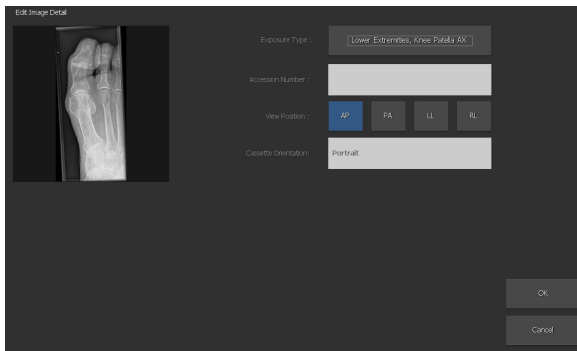 Edit Image Detail
Exposure Type :
Lower Extremities, Knee Patella AX
Accession Number :
View Position :
AP
PA
LL
RL
Cassette Orientation:
Portrait
OK
Cancel